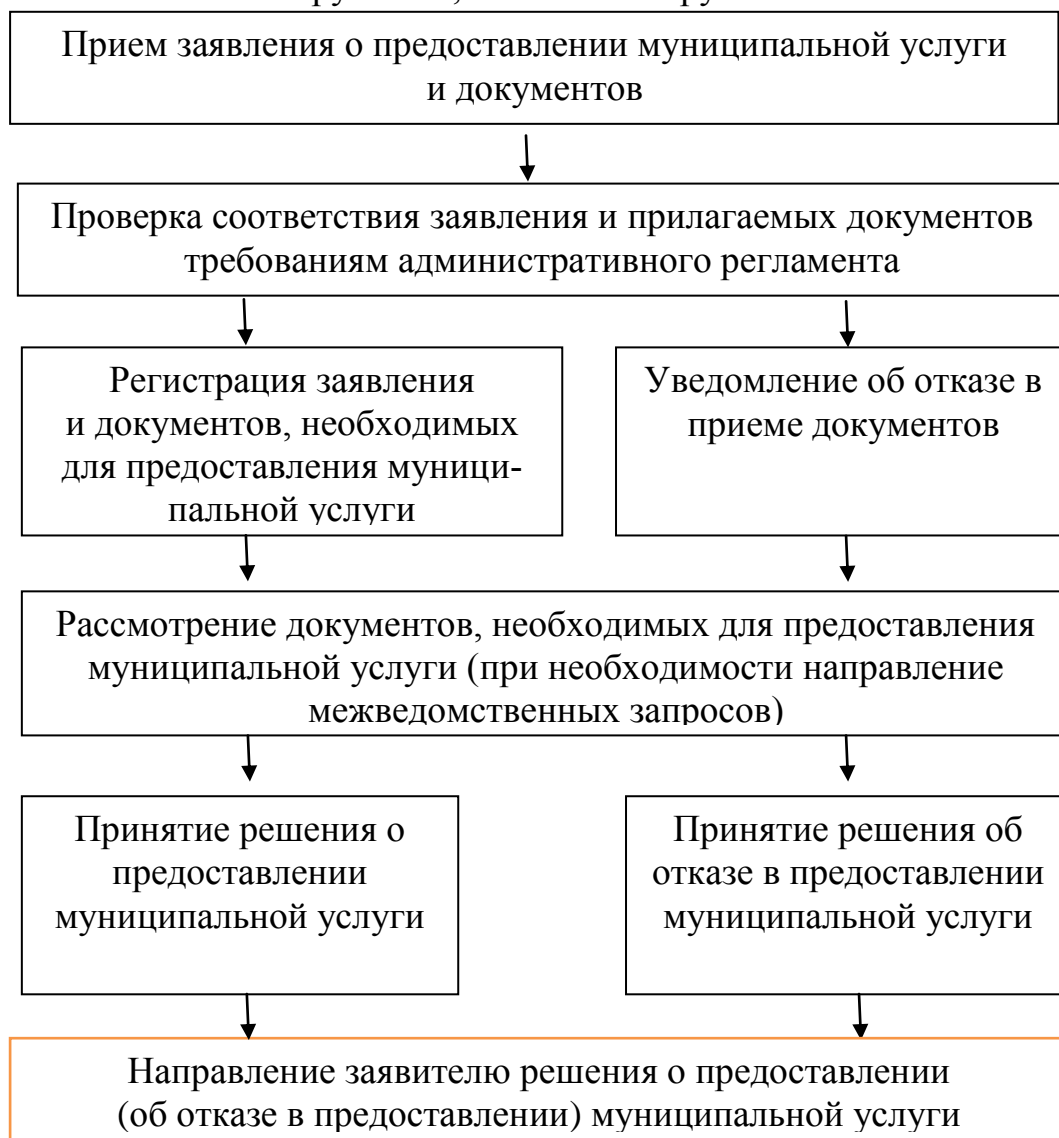 Прием заявления о предоставлении муниципальной услуги
и документов
Проверка соответствия заявления и прилагаемых документов
требованиям административного регламента
Регистрация заявления
и документов, необходимых
для предоставления муници-
пальной услуги
Уведомление об отказе в
приеме документов
Рассмотрение документов, необходимых для предоставления
муниципальной услуги (при необходимости направление
межведомственных запросов)
Принятие решения о
предоставлении
муниципальной услуги
Принятие решения об
отказе в предоставлении
муниципальной услуги
Направление заявителю решения о предоставлении
(об отказе в предоставлении) муниципальной услуги